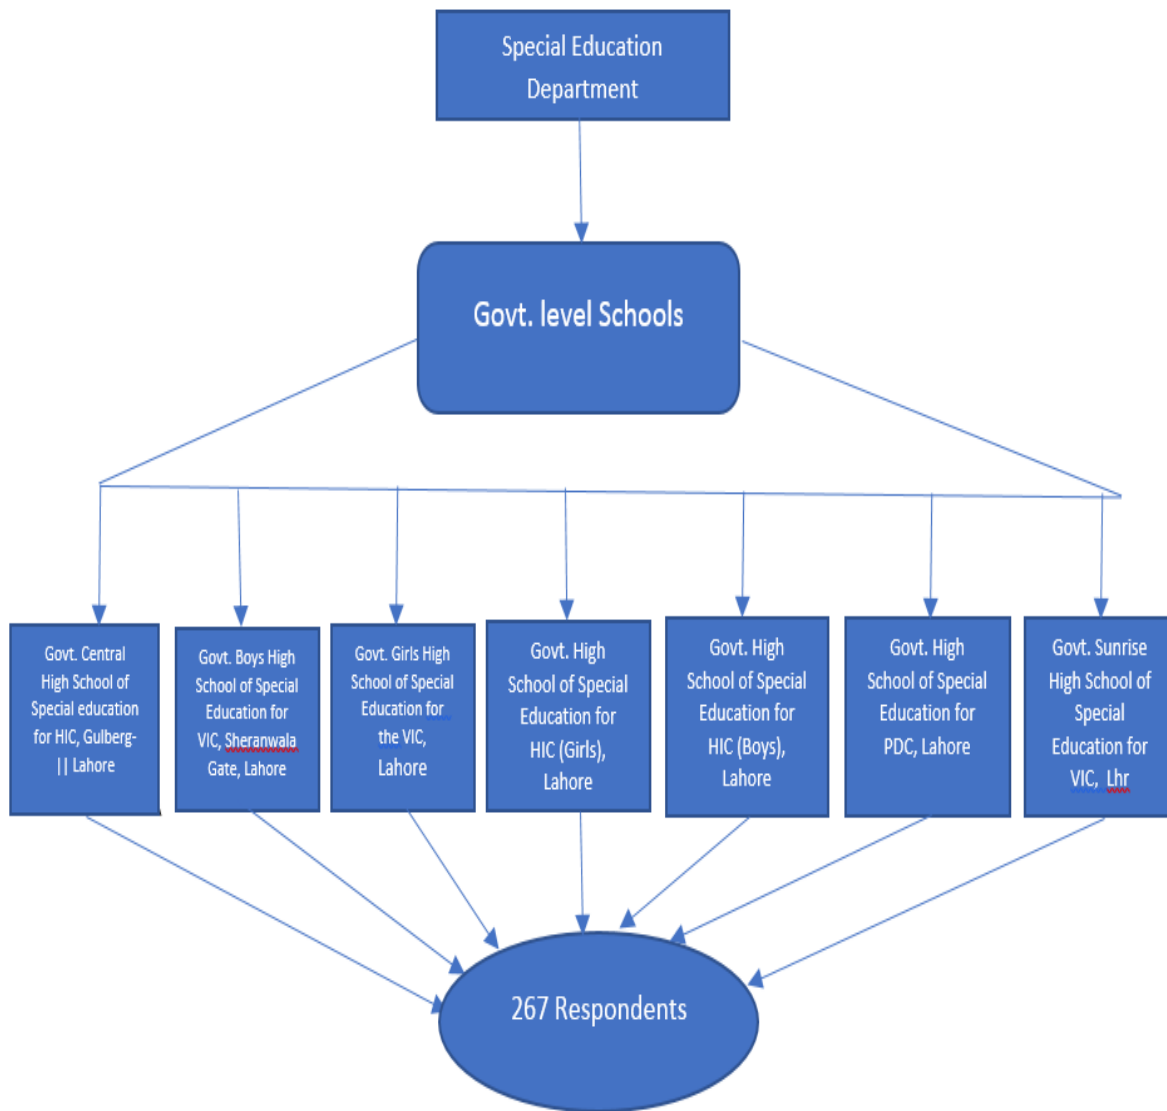 Special Education
Department
Govt. level Schools
Govt. Central
High School of
Special education
for HIC, Gulberg-
|| Lahore
Govt. Boys High
School of Special
Education for
VIC, Sheranwala
Gate, Lahore
Govt. Girls High
School of Special
Education for
the VIC,
Lahore
Govt. High
School of Special
Education for
HIC (Girls),
Lahore
Govt. High
School of Special
Education for
HIC (Boys),
Lahore
Govt. High
School of Special
Education for
PDC, Lahore
Govt. Sunrise
High School of
Special
Education for
VIC, Lhr
267 Respondents